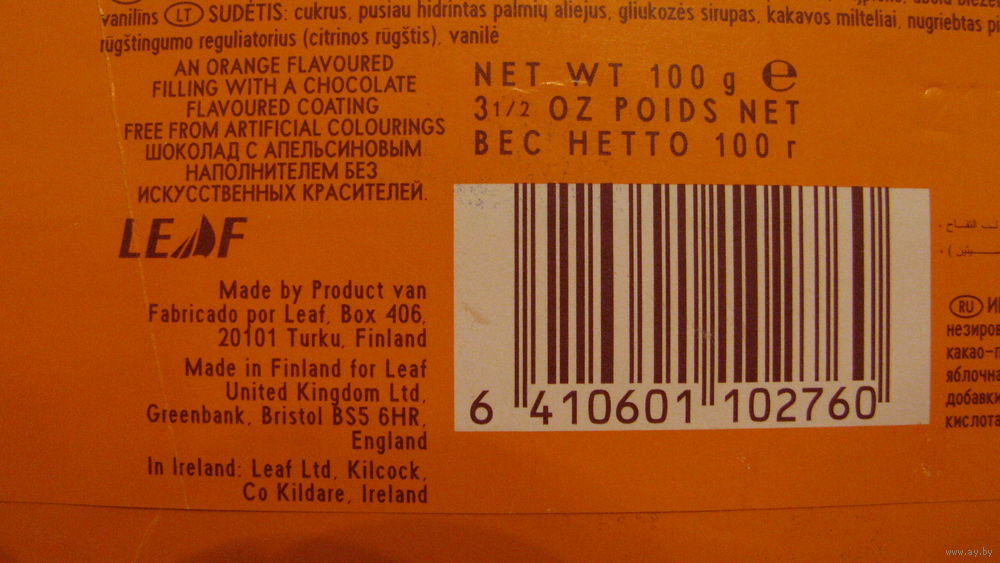 vanilins (LT) SUDĖTIS: cukrus, pusiau hidrintas palmių aliejus, gliukozės sirupas, kakavos milteliai, nugriebtas
rūgštingumo reguliatorius (citrinos rūgštis), vanilė
AN ORANGE FLAVOURED
FILLING WITH A CHOCOLATE
FLAVOURED COATING
FREE FROM ARTIFICIAL COLOURINGS
ШОКОЛАД С АПЕЛЬСИНОВЫМ
НАПОЛНИТЕЛЕМ БЕЗ
ИСКУССТВЕННЫХ КРАСИТЕЛЕЙ.
LEAF
Made by Product van
Fabricado por Leaf, Box 406,
20101 Turku, Finland
Made in Finland for Leaf
United Kingdom Ltd,
Greenbank, Bristol BS5 6HR,
England
In Ireland: Leaf Ltd, Kilcock,
Co Kildare, Ireland
NET WT 100 g ℮
3 1/2 OZ POIDS NET
ВЕС НЕТТО 100 г
6 410601 102760
التفاح
(RU)
незиров
какао-п
яблочна
добавки
кислота
www.ay.by